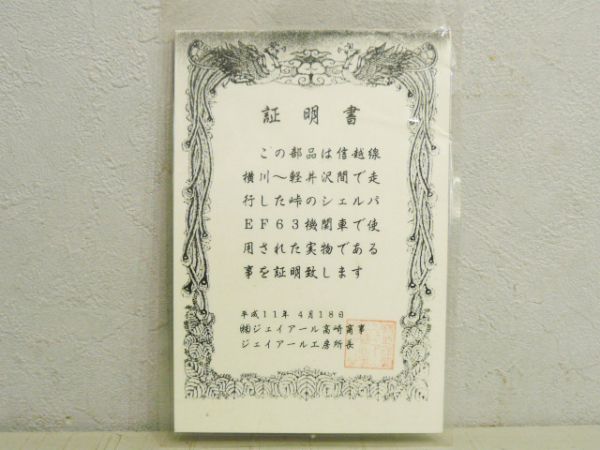 証明書
この部品は信越線
横川～軽井沢間で走
行した峠のシェルパ
EF63機関車で使
用された実物である
事を証明致します
平成11年 4月18日
㈱ジェイアール高崎商事
ジェイアール工房所長